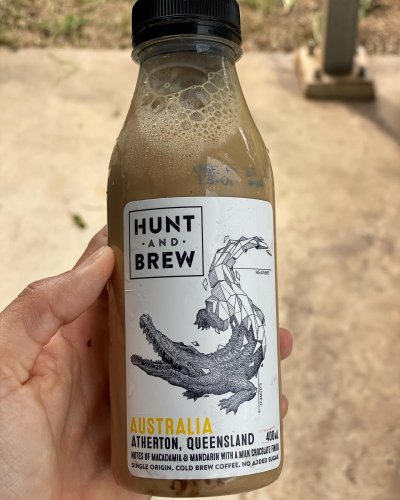 HUNT
·AND·
BREW
AUSTRALIA
ATHERTON, QUEENSLAND 400mL
NOTES OF MACADAMIA & MANDARIN WITH A MILK CHOCOLATE FINISH
SINGLE ORIGIN. COLD BREW COFFEE. NO ADDED SUGAR.